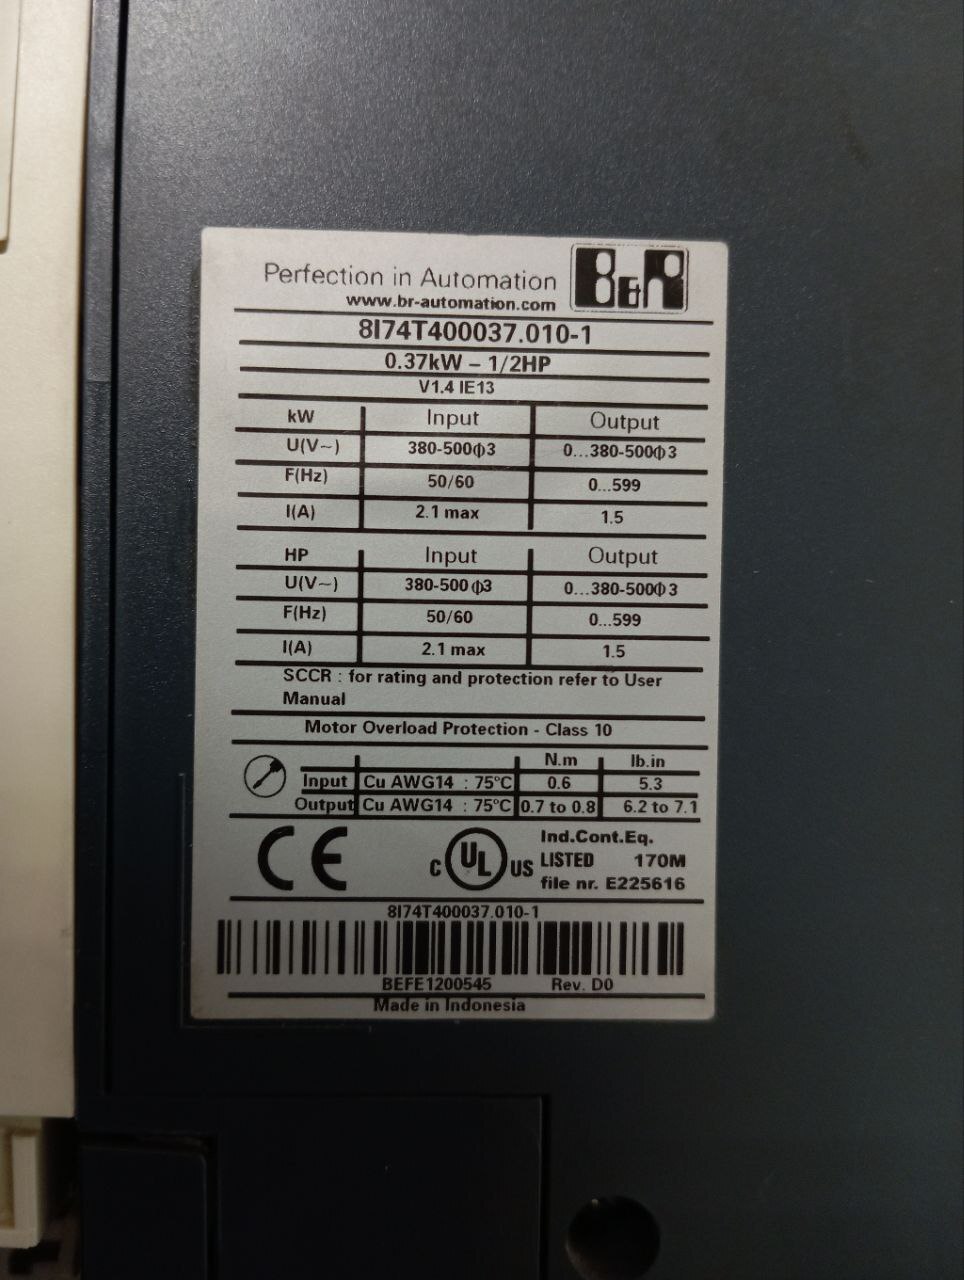 Perfection in Automation B&R
www.br-automation.com
8I74T400037.010-1
0.37kW – 1/2HP
V1.4 IE13
kW Input Output
U(V~) 380-500ϕ3 0...380-500ϕ3
F(Hz) 50/60 0...599
I(A) 2.1 max 1.5
HP Input Output
U(V~) 380-500ϕ3 0...380-500ϕ3
F(Hz) 50/60 0...599
I(A) 2.1 max 1.5
SCCR : for rating and protection refer to User
Manual
Motor Overload Protection - Class 10
N.m lb.in
Input Cu AWG14 : 75°C 0.6 5.3
Output Cu AWG14 : 75°C 0.7 to 0.8 6.2 to 7.1
CE c UL US
Ind.Cont.Eq.
LISTED 170M
file nr. E225616
8I74T400037.010-1
BEFE1200545 Rev. D0
Made in Indonesia